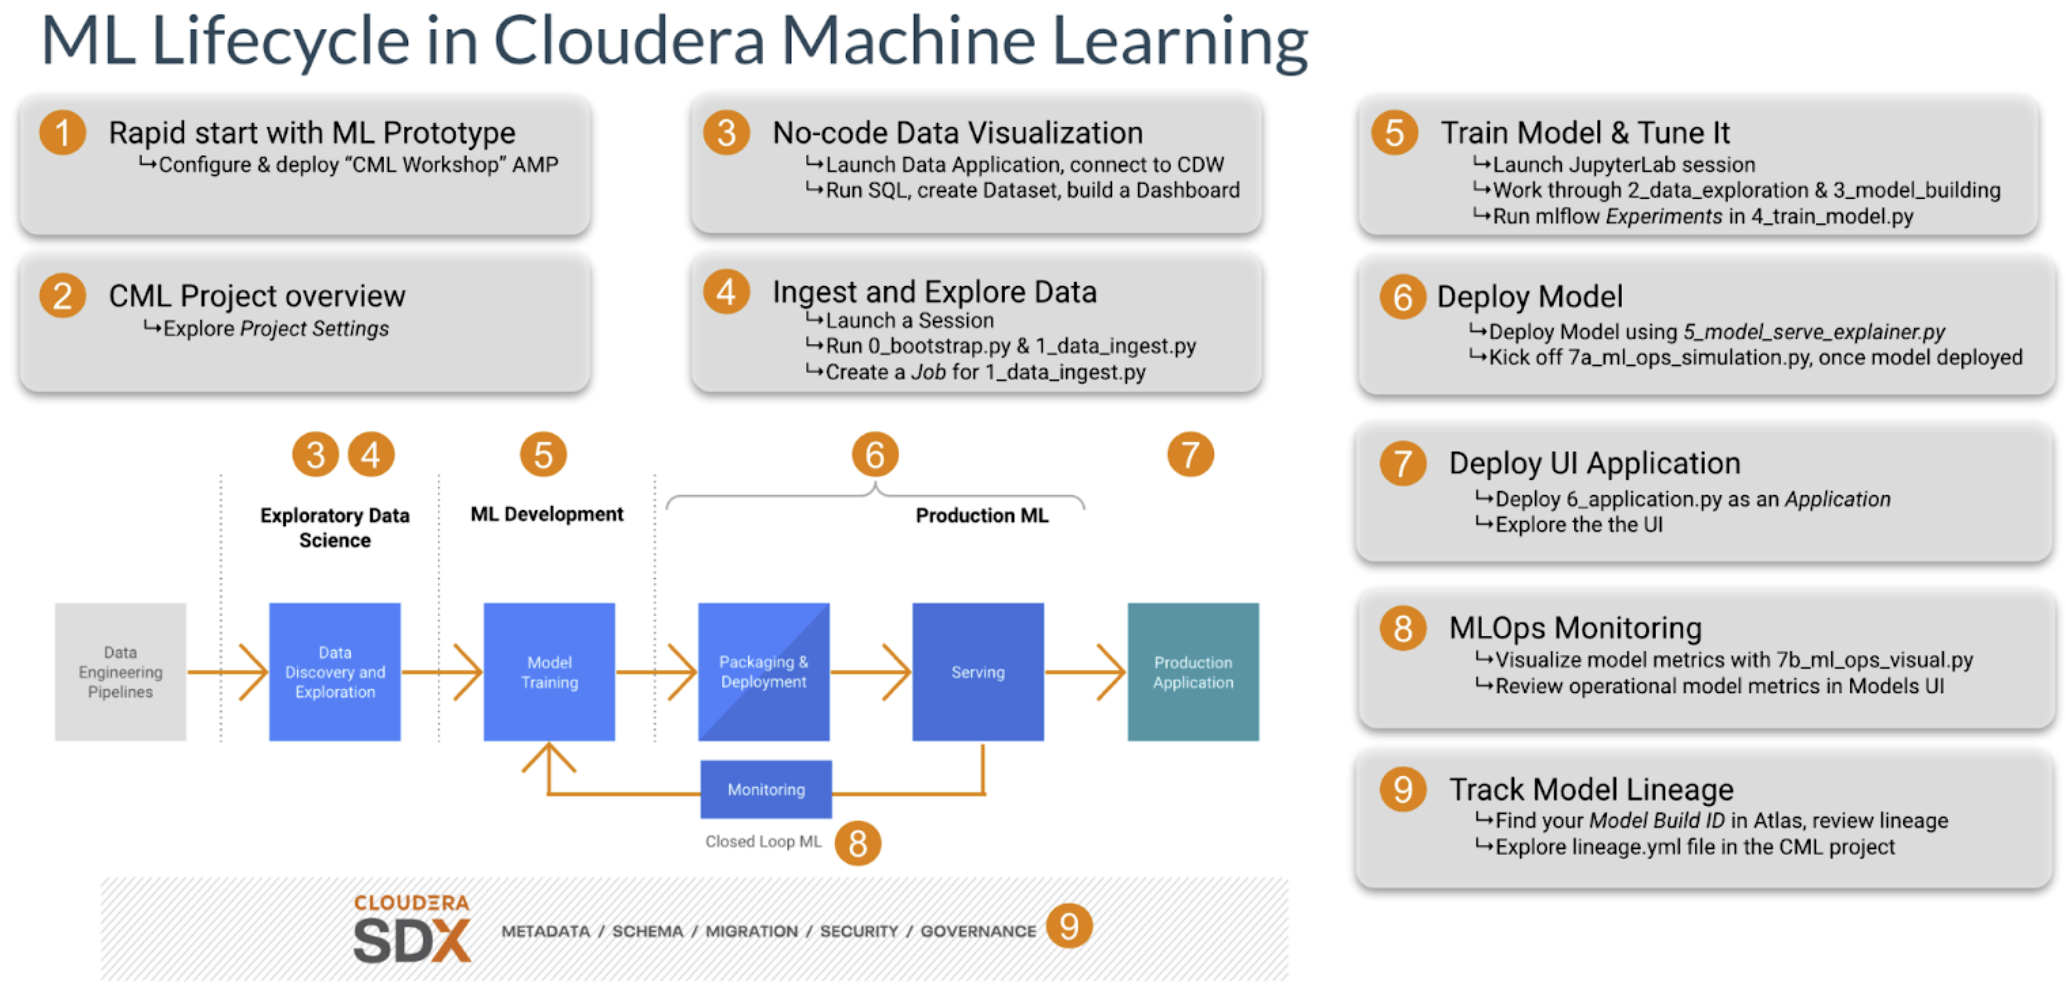 ML Lifecycle in Cloudera Machine Learning
1 Rapid start with ML Prototype
↳Configure & deploy “CML Workshop” AMP
2 CML Project overview
↳Explore Project Settings
3 No-code Data Visualization
↳Launch Data Application, connect to CDW
↳Run SQL, create Dataset, build a Dashboard
4 Ingest and Explore Data
↳Launch a Session
↳Run 0_bootstrap.py & 1_data_ingest.py
↳Create a Job for 1_data_ingest.py
5 Train Model & Tune It
↳Launch JupyterLab session
↳Work through 2_data_exploration & 3_model_building
↳Run mlflow Experiments in 4_train_model.py
6 Deploy Model
↳Deploy Model using 5_model_serve_explainer.py
↳Kick off 7a_ml_ops_simulation.py, once model deployed
7 Deploy UI Application
↳Deploy 6_application.py as an Application
↳Explore the the UI
8 MLOps Monitoring
↳Visualize model metrics with 7b_ml_ops_visual.py
↳Review operational model metrics in Models UI
9 Track Model Lineage
↳Find your Model Build ID in Atlas, review lineage
↳Explore lineage.yml file in the CML project
3 4
5
6
7
Exploratory Data
Science
ML Development
Production ML
Data
Engineering
Pipelines
Data
Discovery and
Exploration
Model
Training
Packaging &
Deployment
Serving
Production
Application
Monitoring
Closed Loop ML 8
CLOUDERA
SDX
METADATA / SCHEMA / MIGRATION / SECURITY / GOVERNANCE 9